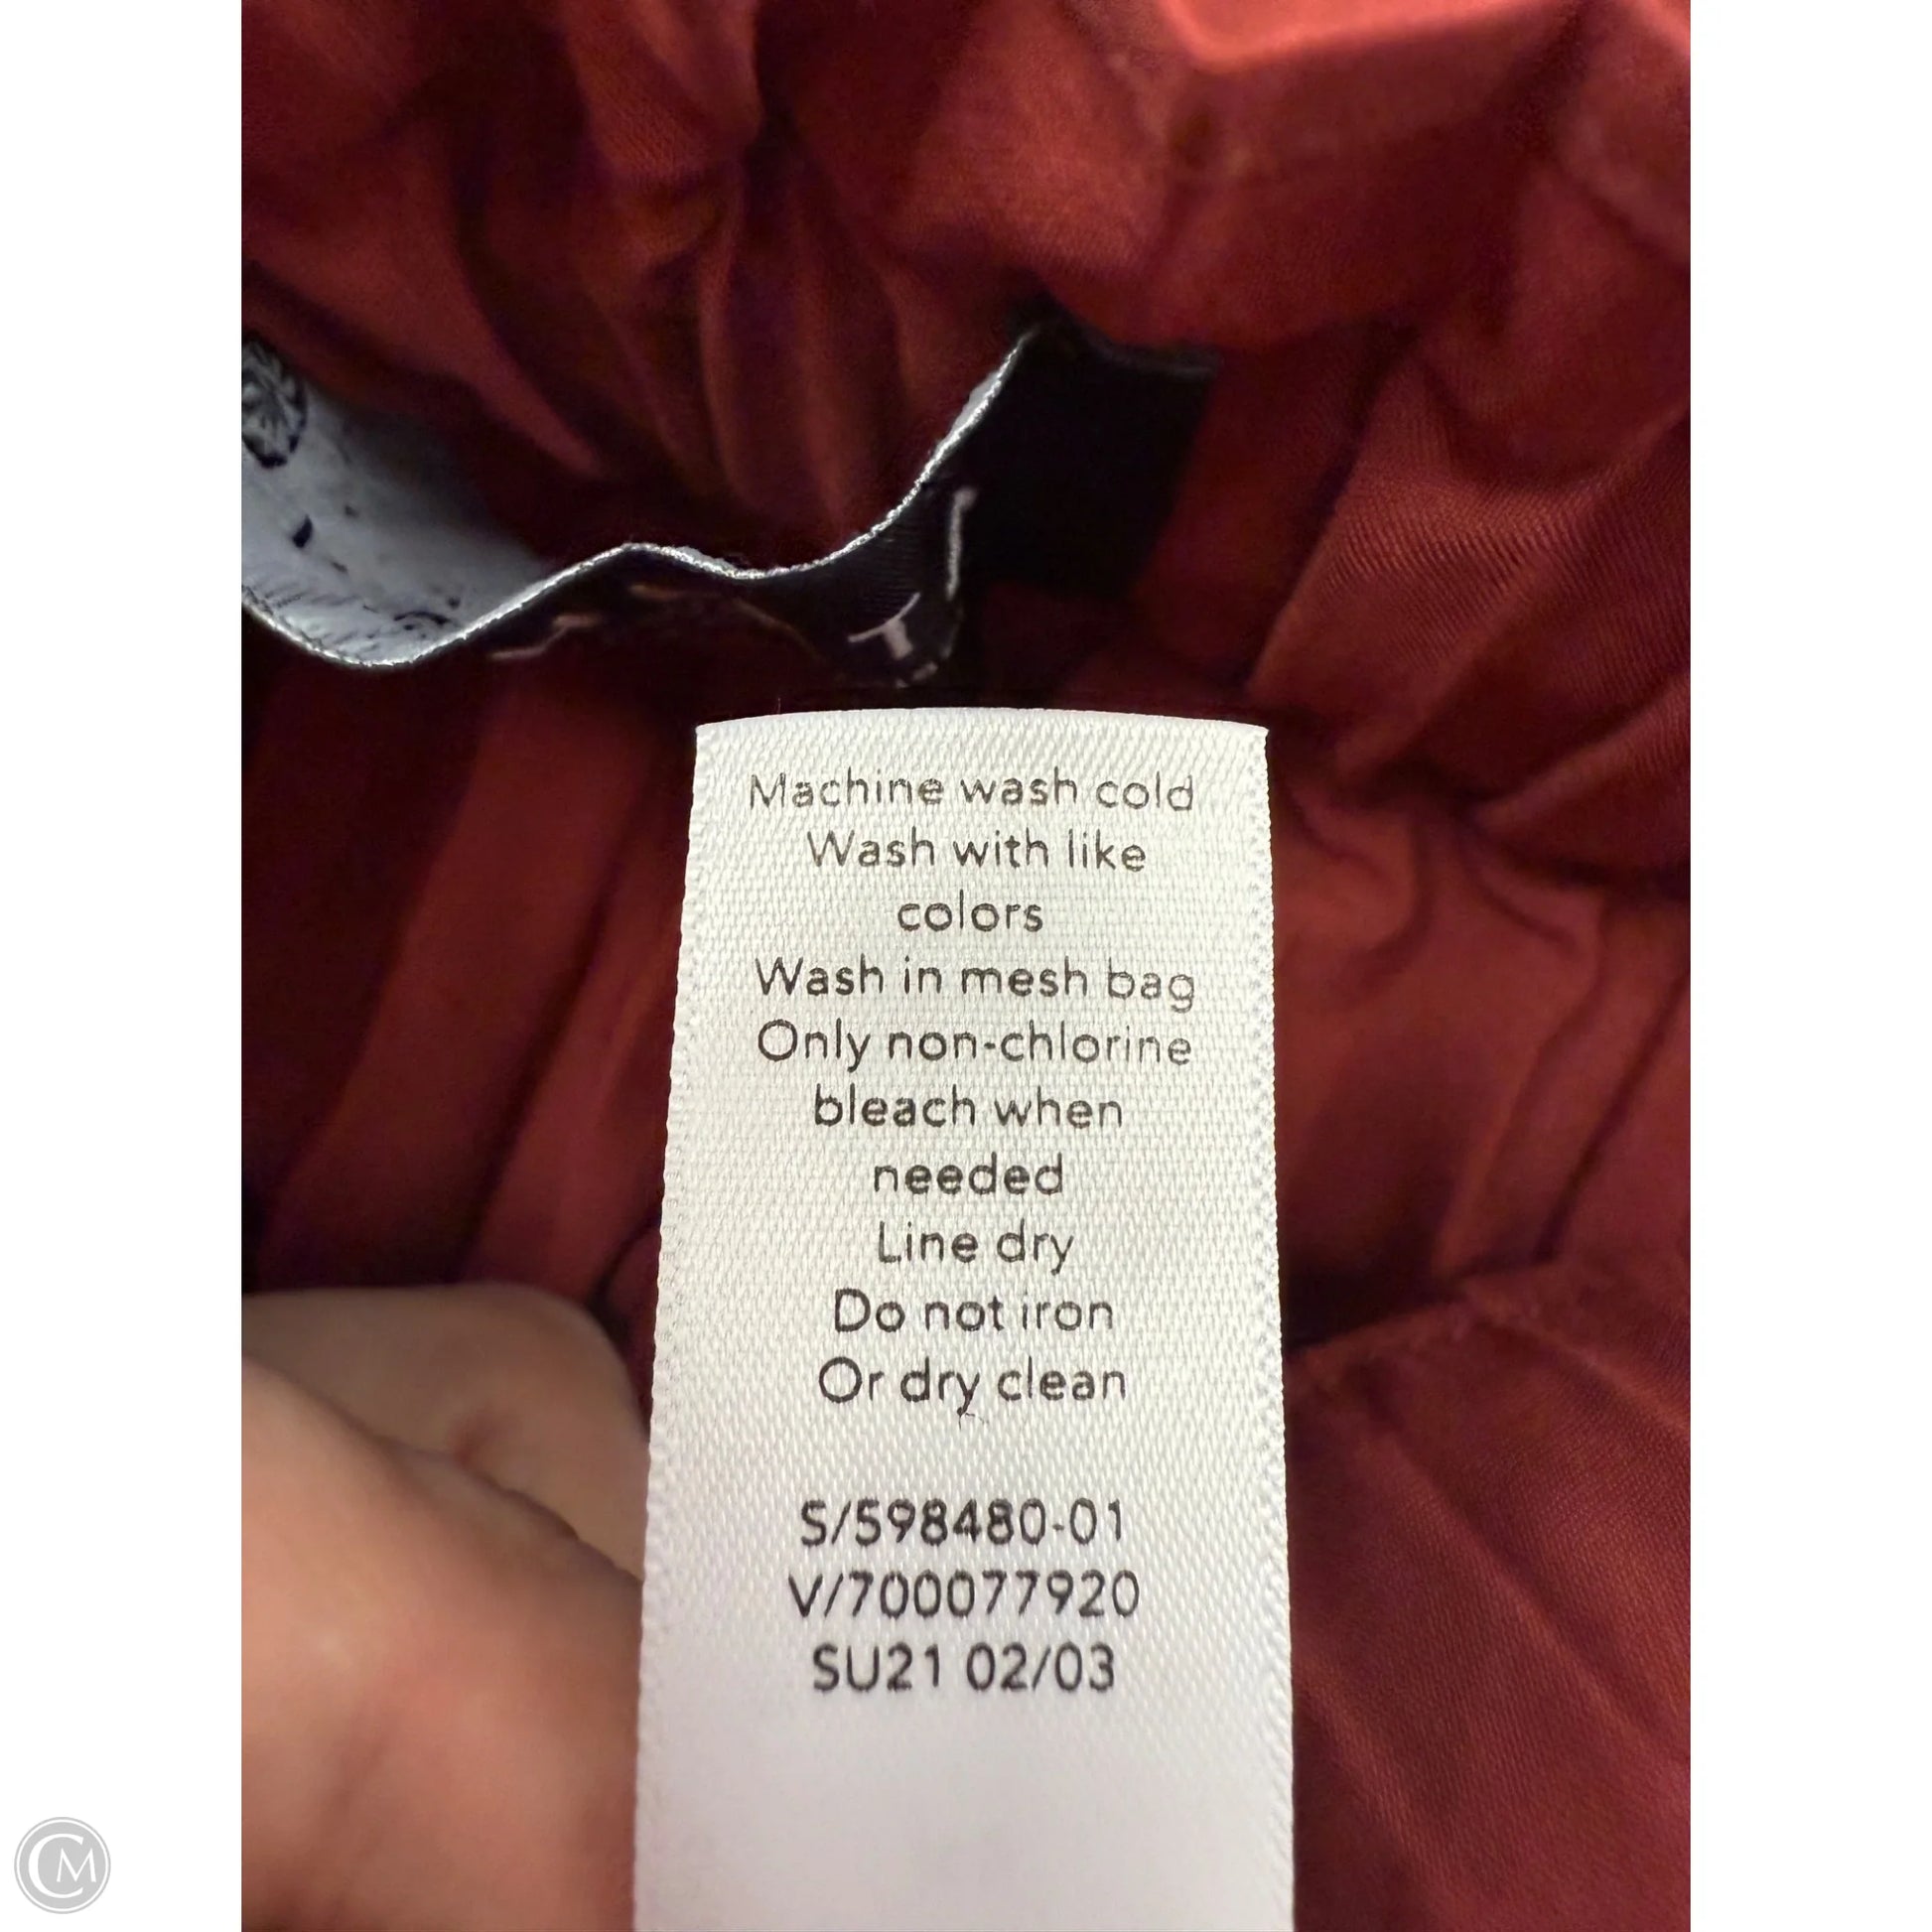 Machine wash cold
Wash with like
colors
Wash in mesh bag
Only non-chlorine
bleach when
needed
Line dry
Do not iron
Or dry clean
S/598480-01
V/700077920
SU21 02/03
CM